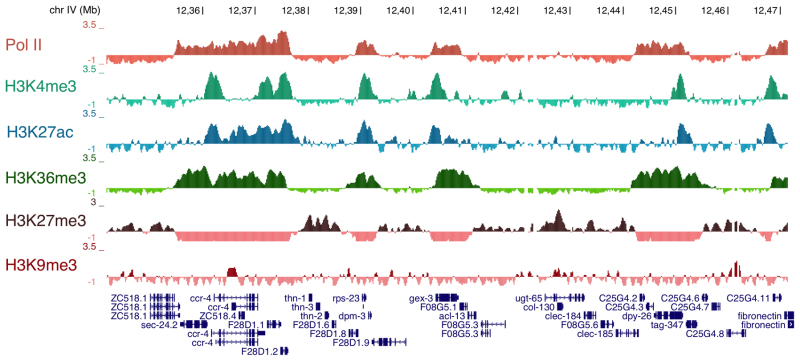 chr IV (Mb) 12,36 12,37 12,38 12,39 12,40 12,41 12,42 12,43 12,44 12,45 12,46 12,47
3.5
Pol II
-1
3.5
H3K4me3
-1
3.5
H3K27ac
-1
3.5
H3K36me3
-1
3
H3K27me3
-1
3.5
H3K9me3
-1
ZC518.1 ccr-4 thn-1 rps-23 gex-3 ugt-65 C25G4.2 C25G4.6 C25G4.11
ZC518.1 ccr-4 thn-3 F08G5.1 col-130 C25G4.3 C25G4.7
ZC518.1 ZC518.4 thn-2 dpm-3 acl-13 clec-184 dpy-26 fibronectin
sec-24.2 F28D1.1 F28D1.6 F08G5.3 F08G5.6 tag-347 fibronectin
ccr-4 F28D1.8 F08G5.3 clec-185 C25G4.8
ccr-4 F28D1.9
F28D1.2